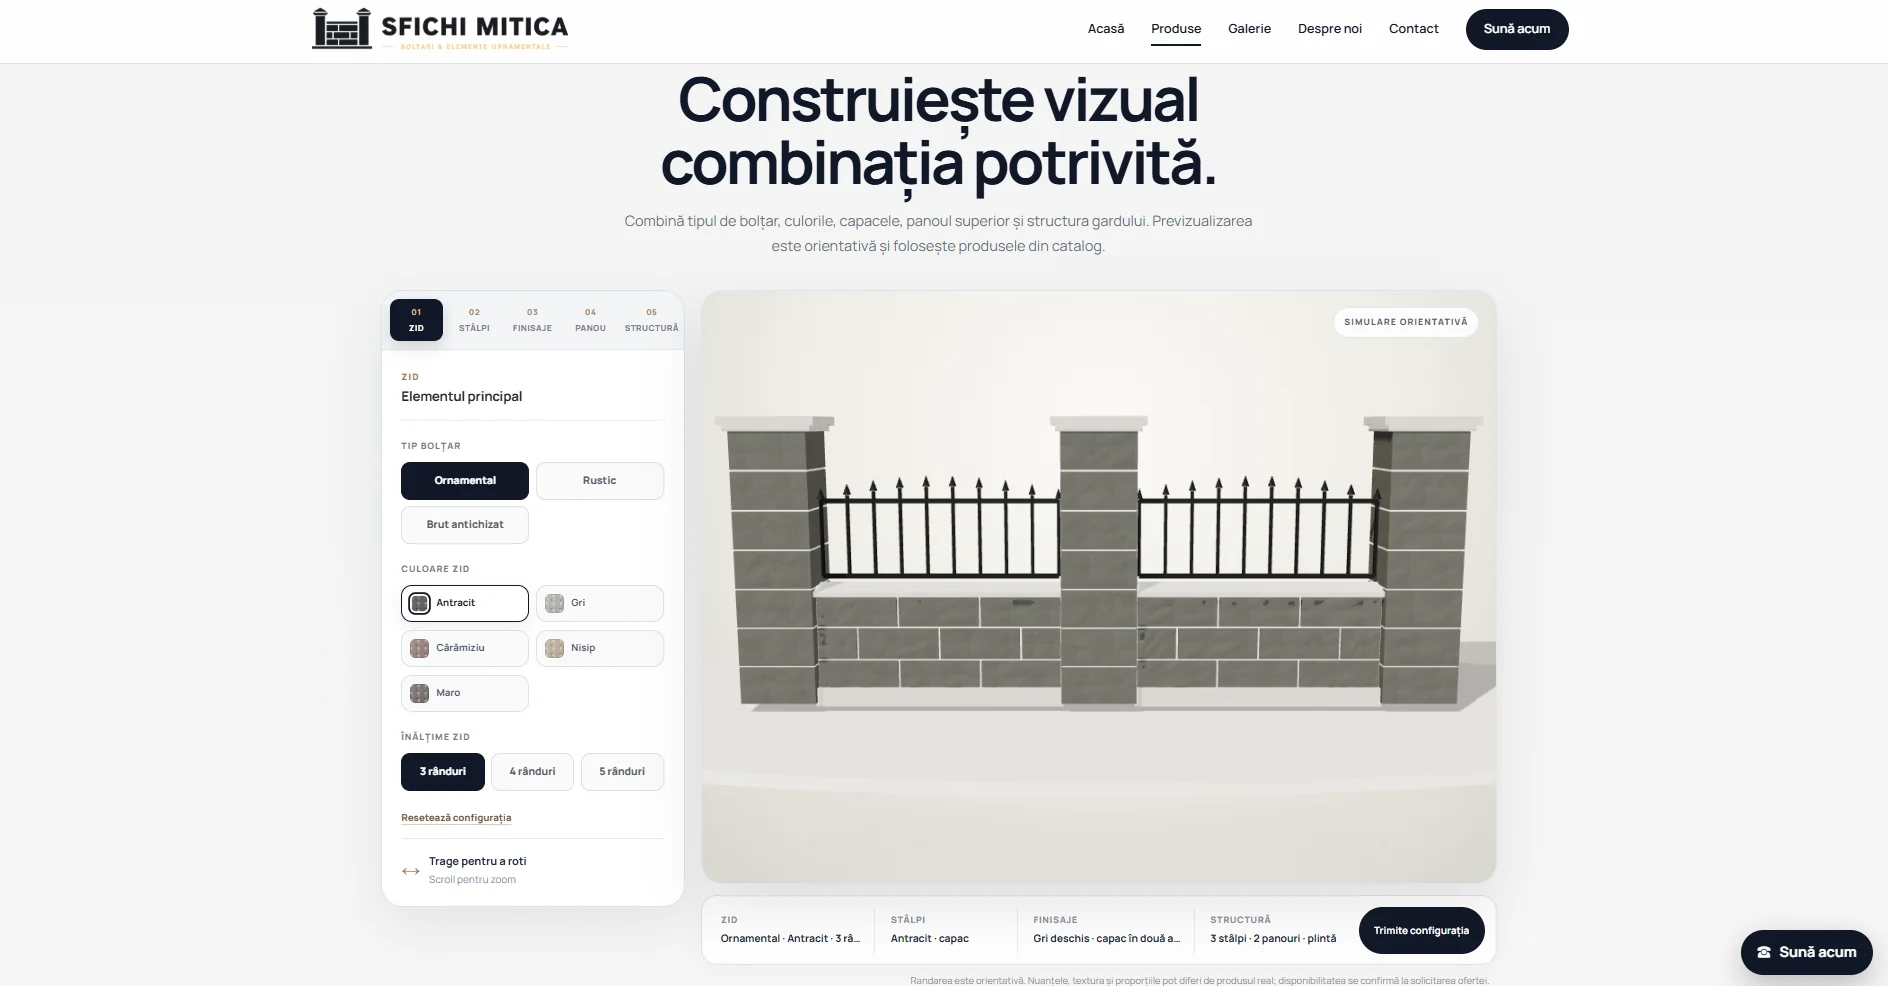 SFICHI MITICA
BOLȚARI & ELEMENTE ORNAMENTALE
Acasă
Produse
Galerie
Despre noi
Contact
Sună acum
Construiește vizual
combinația potrivită.
Combină tipul de bolțar, culorile, capacele, panoul superior și structura gardului. Previzualizarea
este orientativă și folosește produsele din catalog.
01
ZID
02
STÂLPI
03
FINISAJE
04
PANOU
05
STRUCTURĂ
ZID
Elementul principal
TIP BOLȚAR
Ornamental
Rustic
Brut antichizat
CULOARE ZID
Antracit
Gri
Cărămiziu
Nisip
Maro
ÎNĂLȚIME ZID
3 rânduri
4 rânduri
5 rânduri
Resetează configurația
Trage pentru a roti
Scroll pentru zoom
SIMULARE ORIENTATIVĂ
ZID
Ornamental · Antracit · 3 râ...
STÂLPI
Antracit · capac
FINISAJE
Gri deschis · capac în două a...
STRUCTURĂ
3 stâlpi · 2 panouri · plintă
Trimite configurația
Sună acum
Randarea este orientativă. Nuanțele, textura și proporțiile pot diferi de produsul real; disponibilitatea se confirmă la solicitarea ofertei.